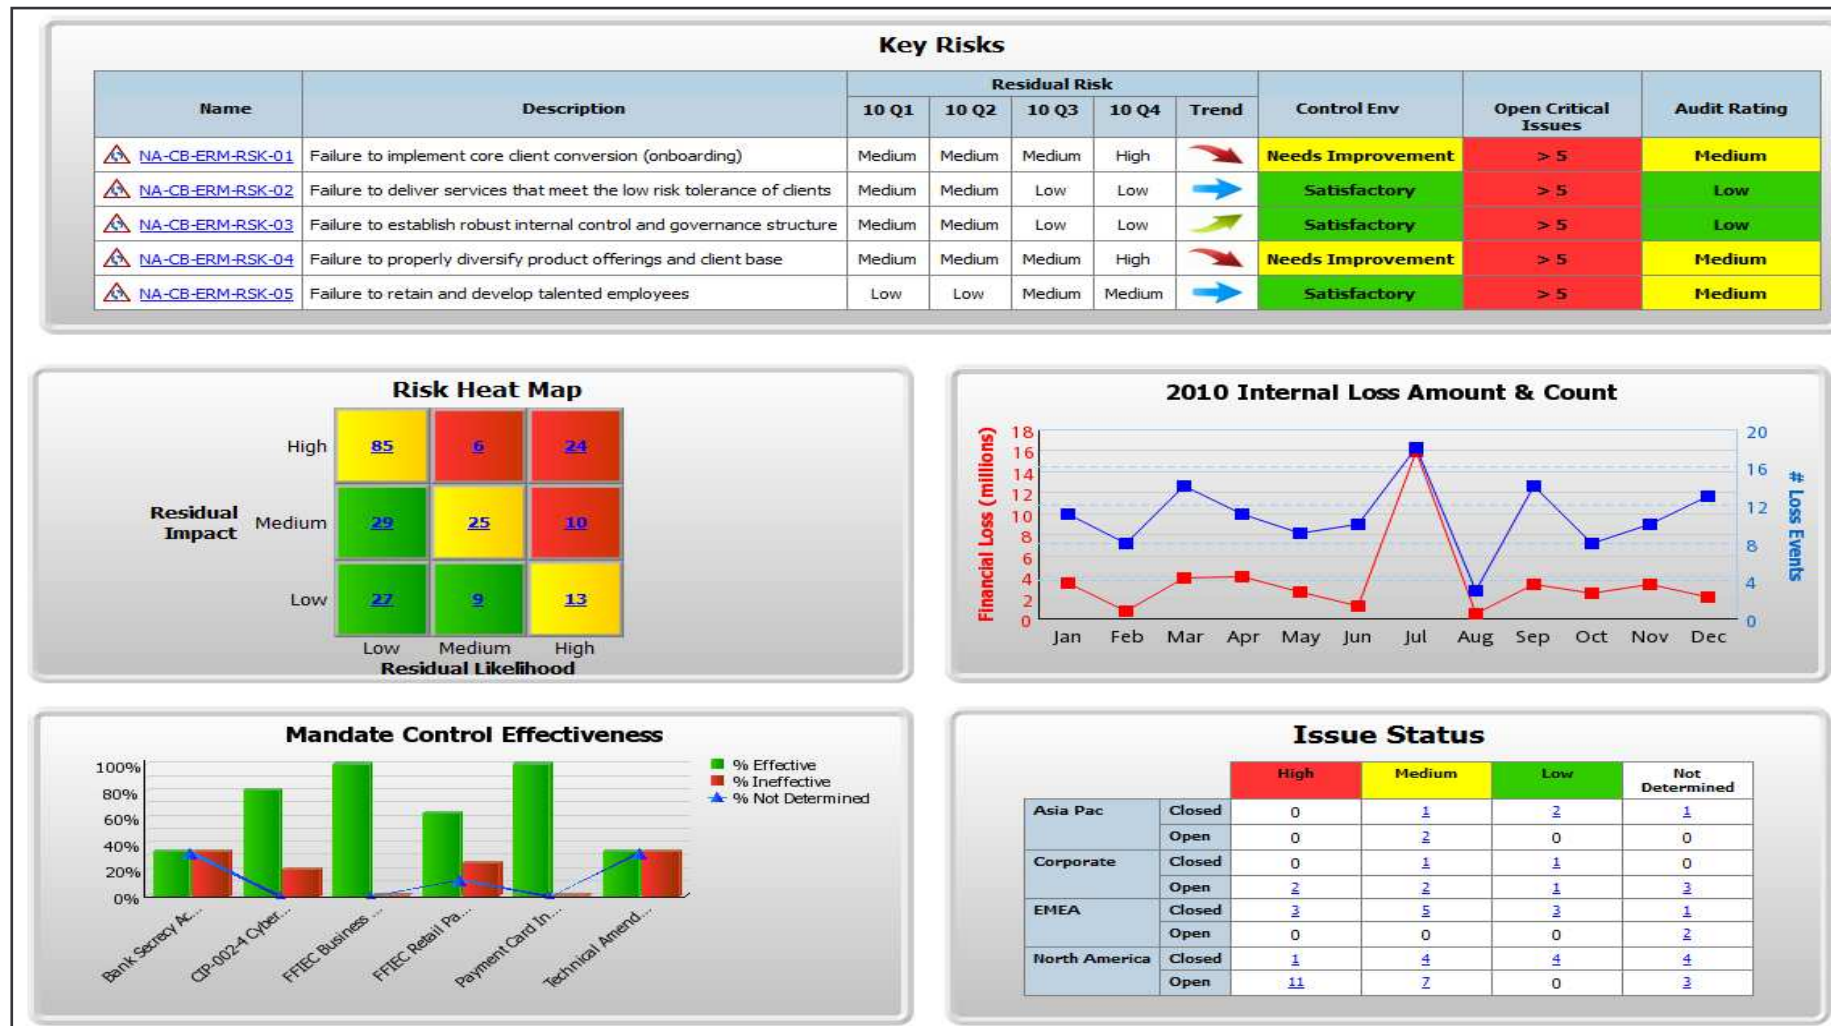 Key Risks
Residual Risk
Name Description 10 Q1 10 Q2 10 Q3 10 Q4 Trend Control Env Open Critical Issues Audit Rating
NA-CB-ERM-RSK-01 Failure to implement core client conversion (onboarding) Medium Medium Medium High Needs Improvement > 5 Medium
NA-CB-ERM-RSK-02 Failure to deliver services that meet the low risk tolerance of clients Medium Medium Low Low Satisfactory > 5 Low
NA-CB-ERM-RSK-03 Failure to establish robust internal control and governance structure Medium Medium Low Low Satisfactory > 5 Low
NA-CB-ERM-RSK-04 Failure to properly diversify product offerings and client base Medium Medium Medium High Needs Improvement > 5 Medium
NA-CB-ERM-RSK-05 Failure to retain and develop talented employees Low Low Medium Medium Satisfactory > 5 Medium
Risk Heat Map
High 85 6 24
Residual Impact
Medium 29 25 10
Low 27 9 13
Low Medium High
Residual Likelihood
2010 Internal Loss Amount & Count
Financial Loss (millions)
18
16
14
12
10
8
6
4
2
0
20
16
12
8
4
0
# Loss Events
Jan Feb Mar Apr May Jun Jul Aug Sep Oct Nov Dec
Mandate Control Effectiveness
100%
80%
60%
40%
20%
0%
% Effective
% Ineffective
% Not Determined
Bank Secrecy Ac...
CIP-002-4 Cyber...
FFIEC Business ...
FFIEC Retail Pa...
Payment Card In...
Technical Amend...
Issue Status
High Medium Low Not Determined
Asia Pac Closed 0 1 2 1
Open 0 2 0 0
Corporate Closed 0 1 1 0
Open 2 2 1 3
EMEA Closed 3 5 3 1
Open 0 0 0 2
North America Closed 1 4 4 4
Open 11 7 0 3